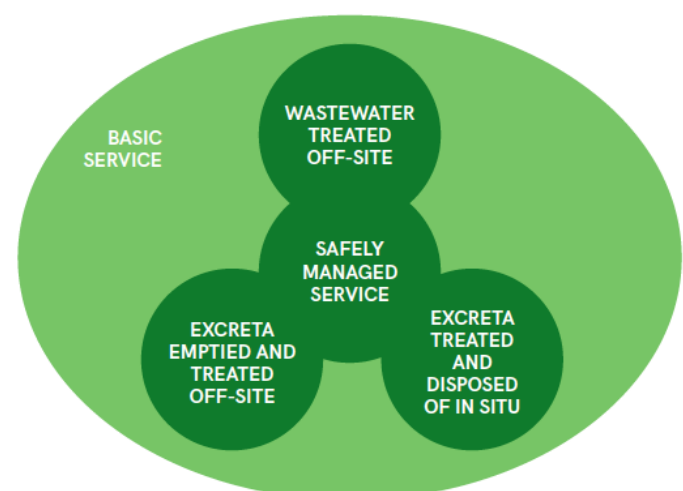 WASTEWATER
TREATED
OFF-SITE
BASIC
SERVICE
SAFELY
MANAGED
SERVICE
EXCRETA
EMPTIED AND
TREATED
OFF-SITE
EXCRETA
TREATED
AND
DISPOSED
OF IN SITU